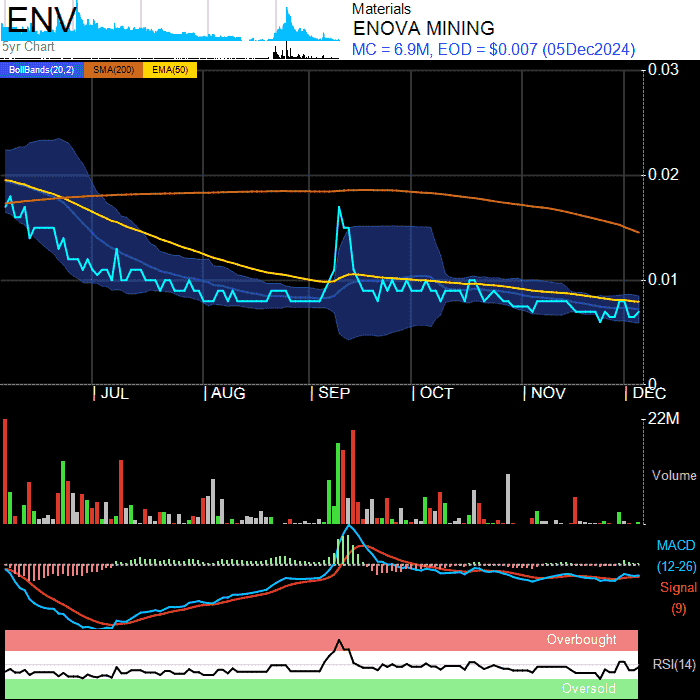 ENV
5yr Chart
Materials
ENOVA MINING
MC = 6.9M, EOD = $0.007 (05Dec2024)
BollBands(20,2) SMA(200) EMA(50)
0.03
0.02
0.01
0
JUL AUG SEP OCT NOV DEC
22M
Volume
MACD
(12-26)
Signal
(9)
Overbought
RSI(14)
Oversold